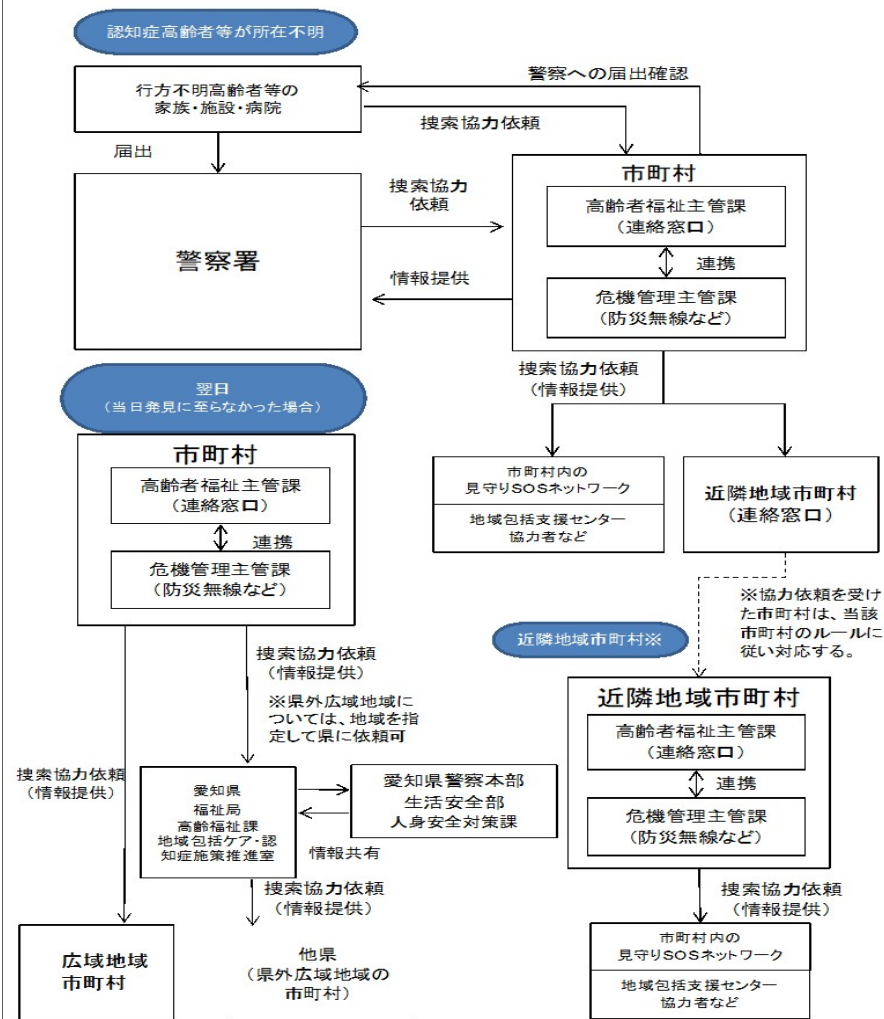 認知症高齢者等が所在不明
行方不明高齢者等の
家族・施設・病院
警察への届出確認
捜索協力依頼
届出
警察署
捜索協力
依頼
情報提供
市町村
高齢者福祉主管課
(連絡窓口)
連携
危機管理主管課
(防災無線など)
捜索協力依頼
(情報提供)
市町村内の
見守りSOSネットワーク
地域包括支援センター
協力者など
近隣地域市町村
(連絡窓口)
※協力依頼を受け
た市町村は、当該
市町村のルールに
従い対応する。
近隣地域市町村※
近隣地域市町村
高齢者福祉主管課
(連絡窓口)
連携
危機管理主管課
(防災無線など)
捜索協力依頼
(情報提供)
市町村内の
見守りSOSネットワーク
地域包括支援センター
協力者など
翌日
(当日発見に至らなかった場合)
市町村
高齢者福祉主管課
(連絡窓口)
連携
危機管理主管課
(防災無線など)
捜索協力依頼
(情報提供)
※県外広域地域に
ついては、地域を指
定して県に依頼可
捜索協力依頼
(情報提供)
愛知県
福祉局
高齢福祉課
地域包括ケア・認
知症施策推進室
愛知県警察本部
生活安全部
人身安全対策課
情報共有
捜索協力依頼
(情報提供)
広域地域
市町村
他県
(県外広域地域の
市町村)